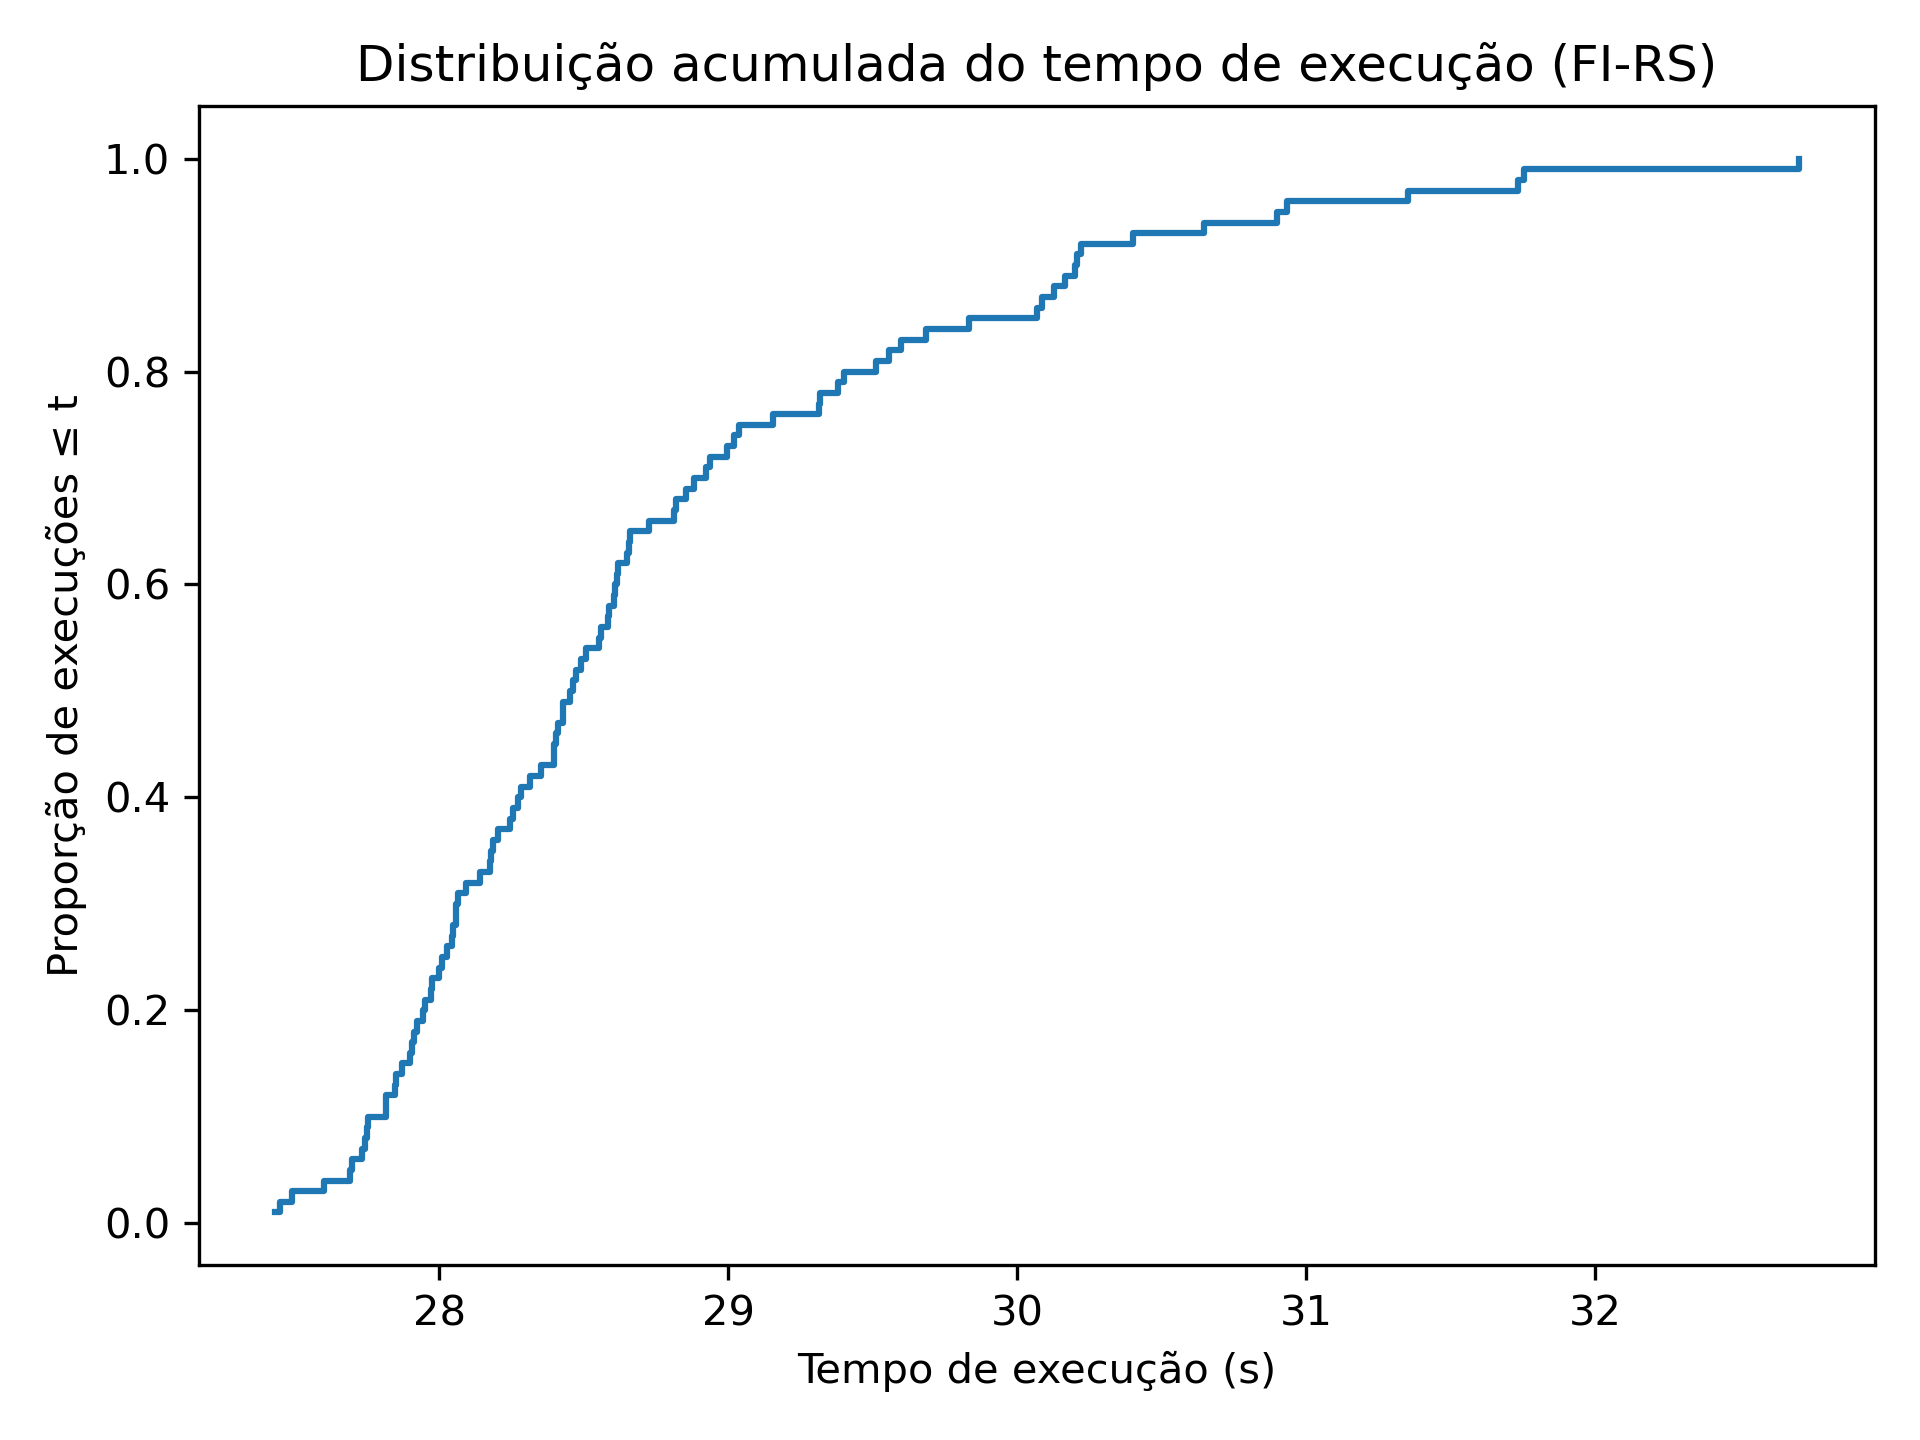 Distribuição acumulada do tempo de execução (FI-RS)
Proporção de execuções ≤ t
1.0
0.8
0.6
0.4
0.2
0.0
28 29 30 31 32
Tempo de execução (s)